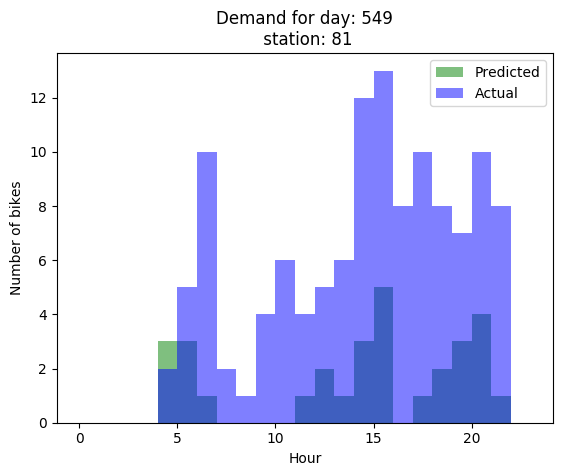 Demand for day: 549
station: 81
Predicted
Actual
Number of bikes
12
10
8
6
4
2
0
0
5
10
15
20
Hour